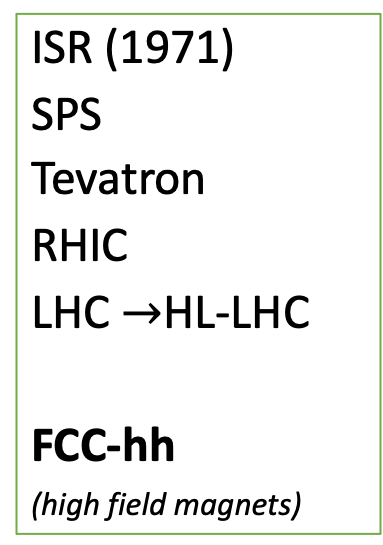 ISR (1971)
SPS
Tevatron
RHIC
LHC →HL-LHC
FCC-hh
(high field magnets)